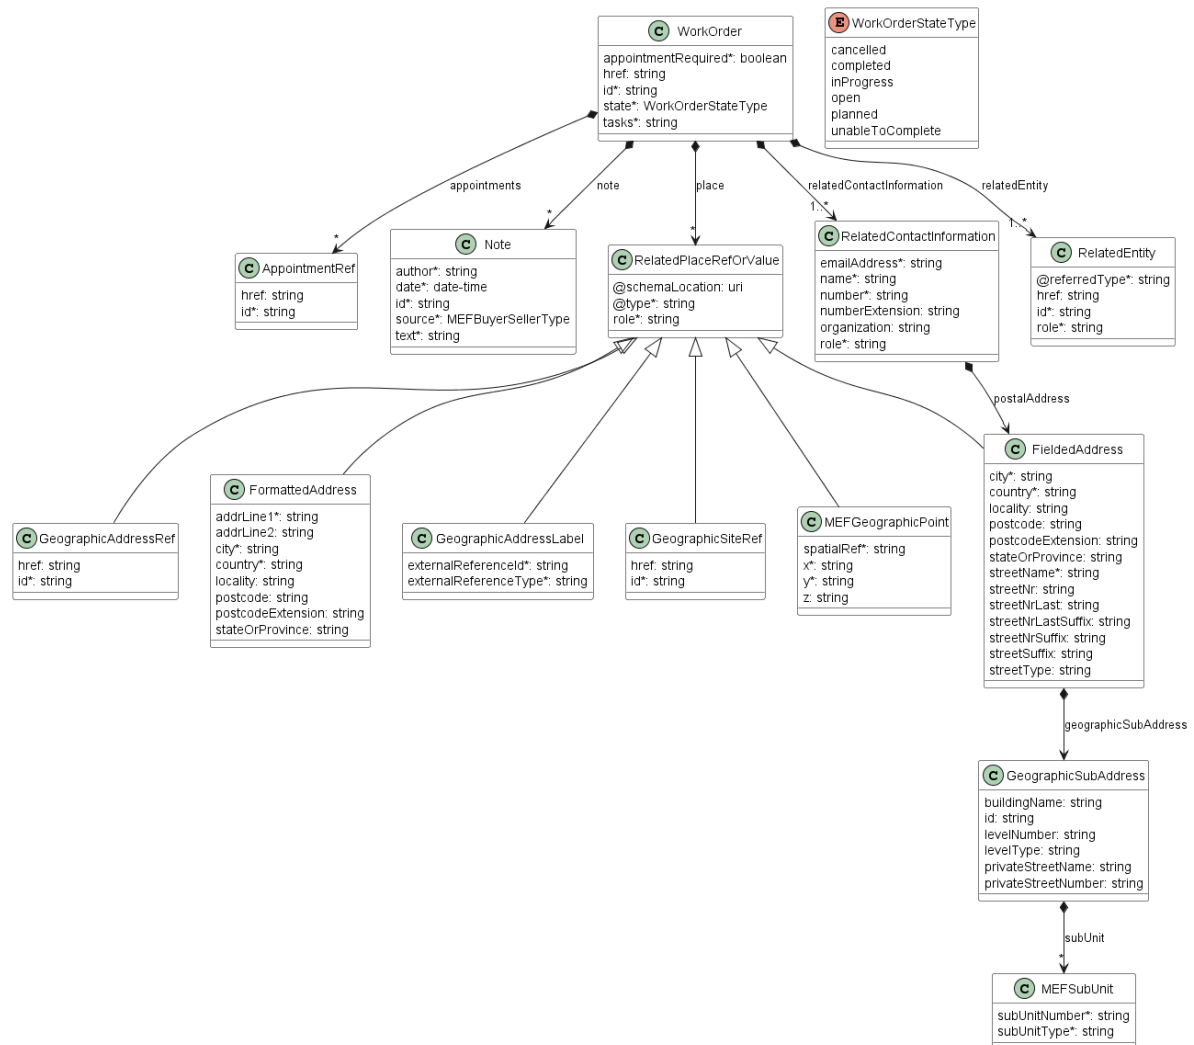 C WorkOrder
appointmentRequired*: boolean
href: string
id*: string
state*: WorkOrderStateType
tasks*: string
E WorkOrderStateType
cancelled
completed
inProgress
open
planned
unableToComplete
appointments
note
place
relatedContactInformation
relatedEntity
*
*
*
1..*
1..*
C AppointmentRef
href: string
id*: string
C Note
author*: string
date*: date-time
id*: string
source*: MEFBuyerSellerType
text*: string
C RelatedPlaceRefOrValue
@schemaLocation: uri
@type*: string
role*: string
C RelatedContactInformation
emailAddress*: string
name*: string
number*: string
numberExtension: string
organization: string
role*: string
C RelatedEntity
@referredType*: string
href: string
id*: string
role*: string
postalAddress
C GeographicAddressRef
href: string
id*: string
C FormattedAddress
addrLine1*: string
addrLine2: string
city*: string
country*: string
locality: string
postcode: string
postcodeExtension: string
stateOrProvince: string
C GeographicAddressLabel
externalReferenceId*: string
externalReferenceType*: string
C GeographicSiteRef
href: string
id*: string
C MEFGeographicPoint
spatialRef*: string
x*: string
y*: string
z: string
C FieldedAddress
city*: string
country*: string
locality: string
postcode: string
postcodeExtension: string
stateOrProvince: string
streetName*: string
streetNr: string
streetNrLast: string
streetNrLastSuffix: string
streetNrSuffix: string
streetSuffix: string
streetType: string
geographicSubAddress
C GeographicSubAddress
buildingName: string
id: string
levelNumber: string
levelType: string
privateStreetName: string
privateStreetNumber: string
subUnit
*
C MEFSubUnit
subUnitNumber*: string
subUnitType*: string